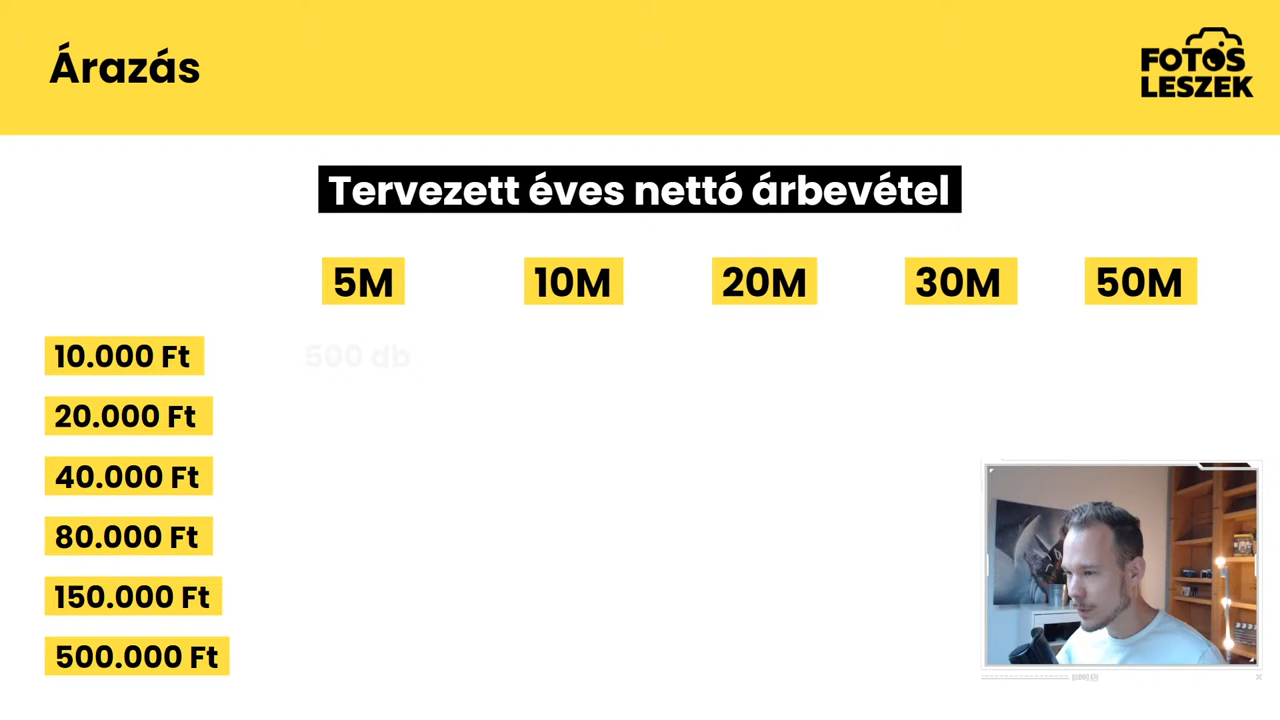 Árazás
FOTOS
LESZEK
Tervezett éves nettó árbevétel
5M 10M 20M 30M 50M
10.000 Ft 500 db
20.000 Ft
40.000 Ft
80.000 Ft
150.000 Ft
500.000 Ft